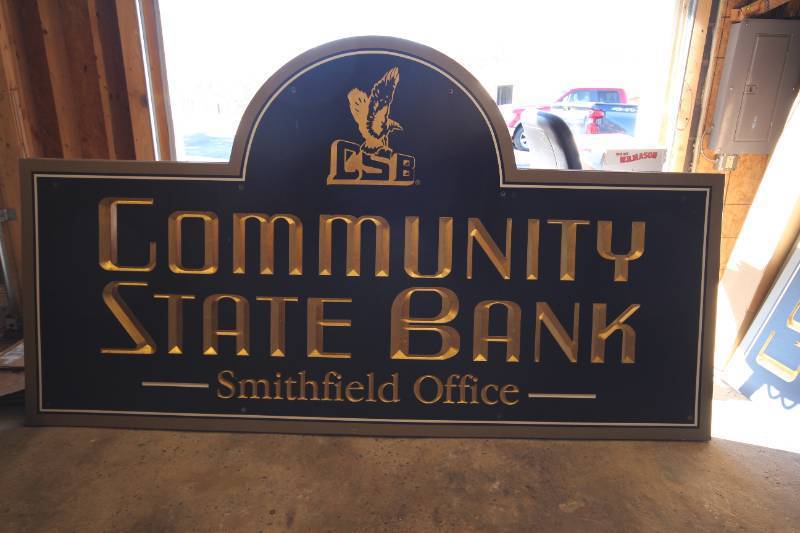 CSB
COMMUNITY
STATE BANK
Smithfield Office